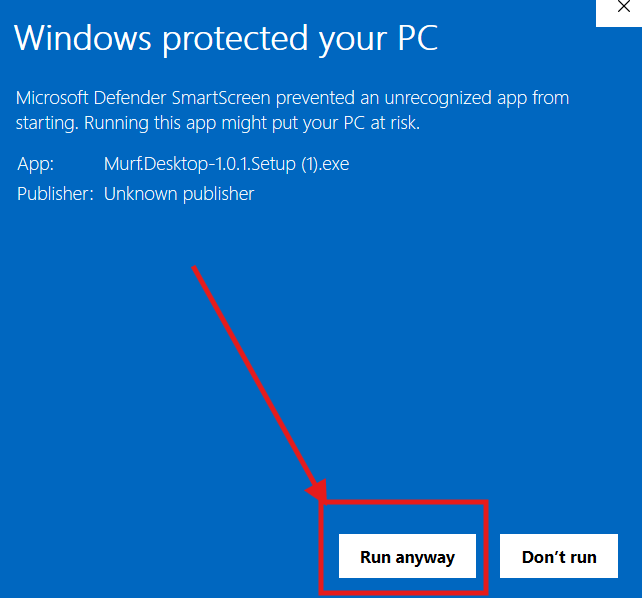 Windows protected your PC
Microsoft Defender SmartScreen prevented an unrecognized app from
starting. Running this app might put your PC at risk.
App: Murf.Desktop-1.0.1.Setup (1).exe
Publisher: Unknown publisher
Run anyway Don't run